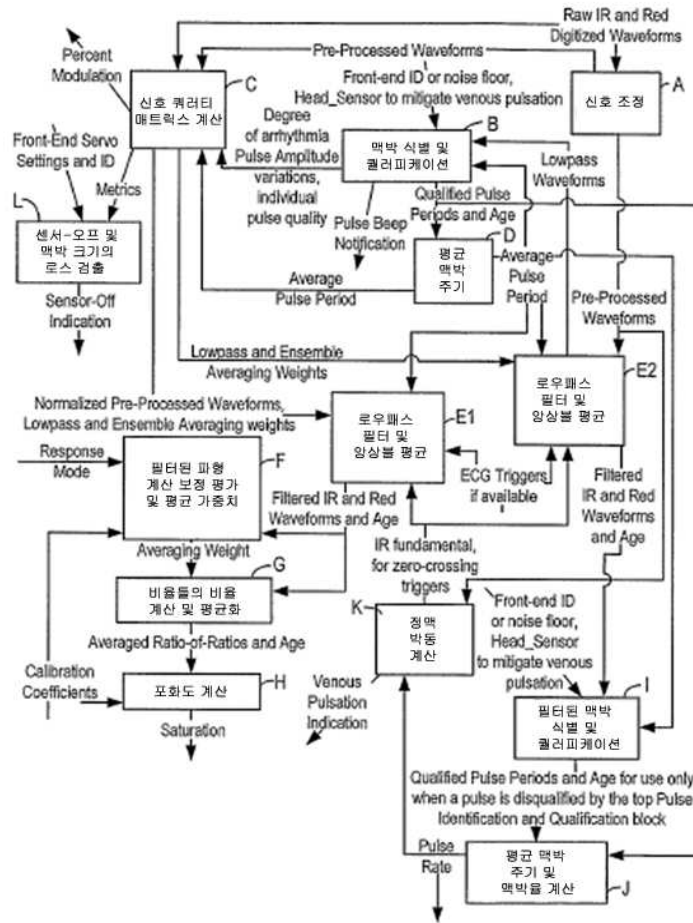 Raw IR and Red
Digitized Waveforms
Percent
Modulation
Pre-Processed Waveforms
C
신호 쿼러티
매트릭스 계산
Front-end ID or noise floor,
Head_Sensor to mitigate venous pulsation
A
신호 조정
Degree
of arrhythmia
Pulse Amplitude
variations,
individual
pulse quality
B
맥박 식별 및
퀄러피케이션
Lowpass
Waveforms
Front-End Servo
Settings and ID
Metrics
L
센서-오프 및
맥박 크기의
로스 검출
Sensor-Off
Indication
Pulse Beep
Notification
Qualified Pulse
Periods and Age
D
평균
맥박
주기
Average
Pulse Period
Average
Pulse
Period
Pre-Processed
Waveforms
Lowpass and Ensemble
Averaging Weights
E2
로우패스
필터 및
앙상블 평균
Normalized Pre-Processed Waveforms,
Lowpass and Ensemble Averaging weights
E1
로우패스
필터 및
앙상블 평균
Response
Mode
F
필터된 파형
계산 보정 평가
및 평균 가중치
ECG Triggers
if available
Filtered IR and Red
Waveforms and Age
Filtered
IR and Red
Waveforms
and Age
Averaging Weight
G
비율들의 비율
계산 및 평균화
IR fundamental,
for zero-crossing
triggers
K
정맥
박동
계산
Front-end ID
or noise floor,
Head_Sensor
to mitigate venous
pulsation
Averaged Ratio-of-Ratios and Age
Calibration
Coefficients
H
포화도 계산
Saturation
Venous
Pulsation
Indication
I
필터된 맥박
식별 및
퀄러피케이션
Qualified Pulse Periods and Age for use only
when a pulse is disqualified by the top Pulse
Identification and Qualification block
Pulse
Rate
평균 맥박
주기 및
맥박율 계산
J